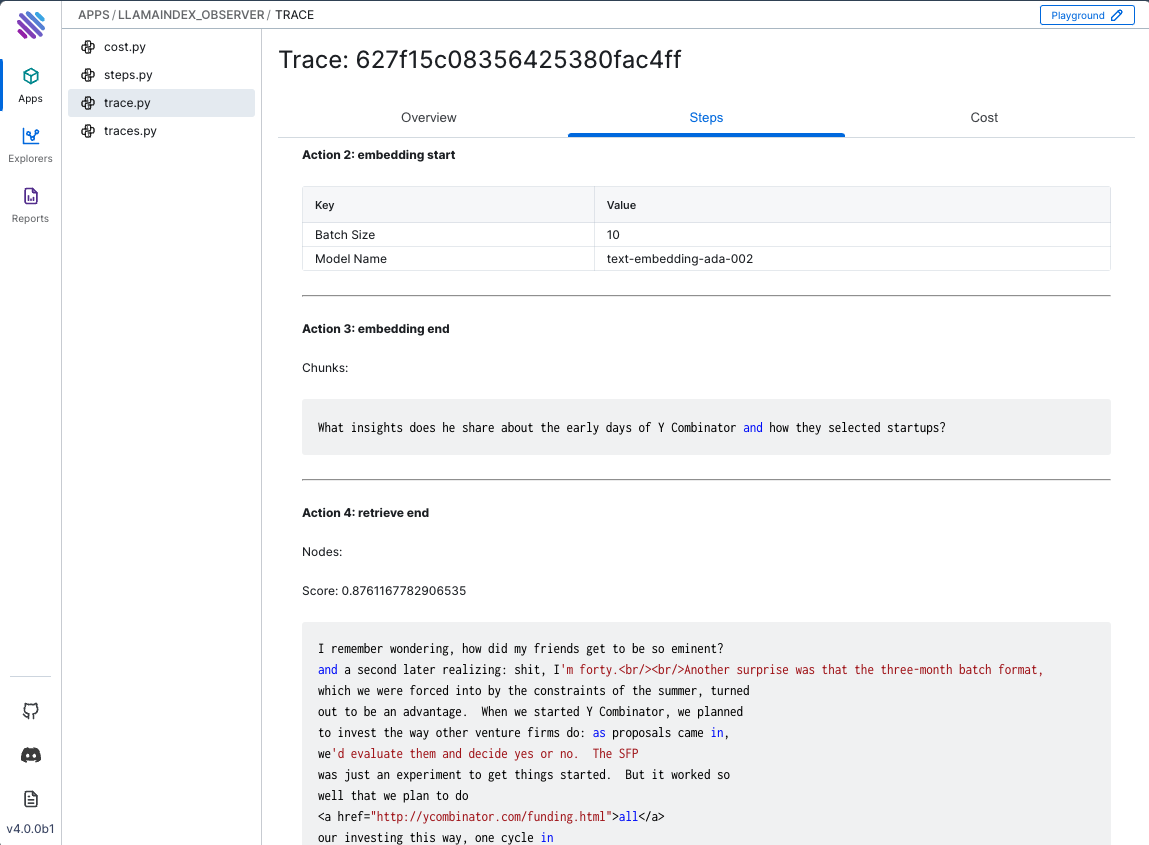 APPS / LLAMAINDEX_OBSERVER / TRACE
Playground
Apps
Explorers
Reports
v4.0.0b1
cost.py
steps.py
trace.py
traces.py
Trace: 627f15c08356425380fac4ff
Overview Steps Cost
Action 2: embedding start
Key Value
Batch Size 10
Model Name text-embedding-ada-002
Action 3: embedding end
Chunks:
What insights does he share about the early days of Y Combinator and how they selected startups?
Action 4: retrieve end
Nodes:
Score: 0.8761167782906535
I remember wondering, how did my friends get to be so eminent?
and a second later realizing: shit, I'm forty.<br/><br/>Another surprise was that the three-month batch format,
which we were forced into by the constraints of the summer, turned
out to be an advantage.  When we started Y Combinator, we planned
to invest the way other venture firms do: as proposals came in,
we'd evaluate them and decide yes or no.  The SFP
was just an experiment to get things started.  But it worked so
well that we plan to do
<a href="http://ycombinator.com/funding.html">all</a>
our investing this way, one cycle in